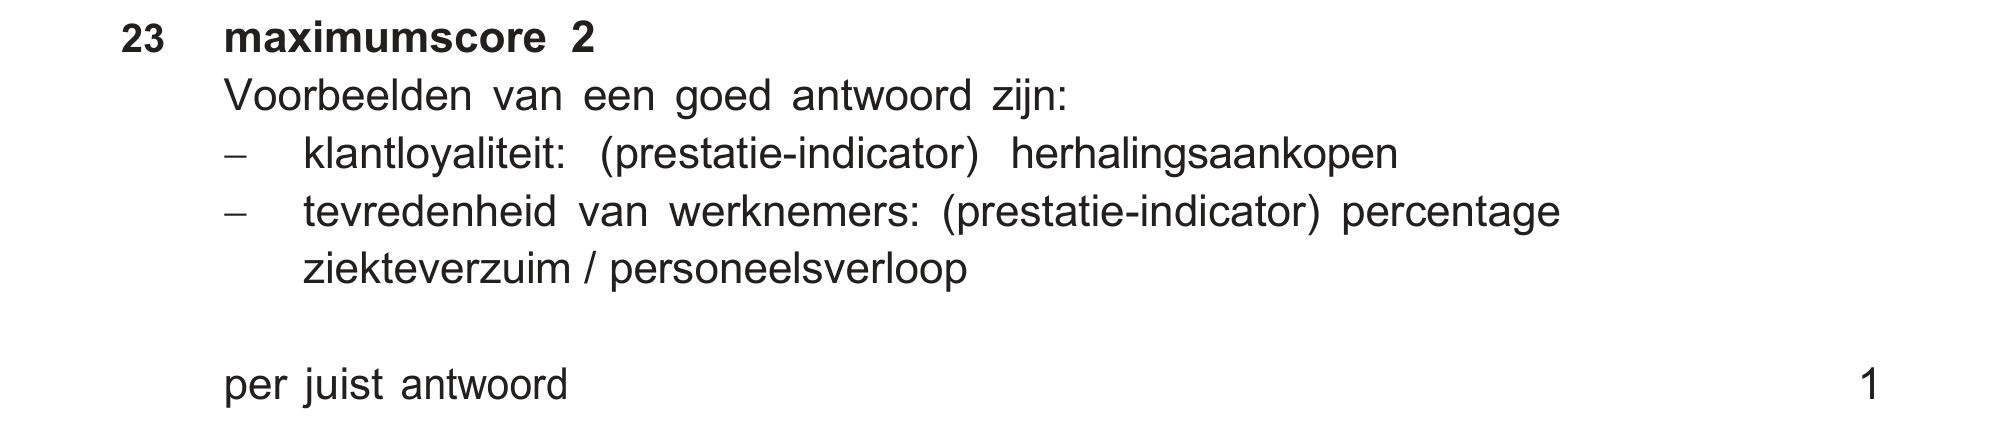 23 maximumscore 2
Voorbeelden van een goed antwoord zijn:
– klantloyaliteit: (prestatie-indicator) herhalingsaankopen
– tevredenheid van werknemers: (prestatie-indicator) percentage
ziekteverzuim / personeelsverloop
per juist antwoord 1